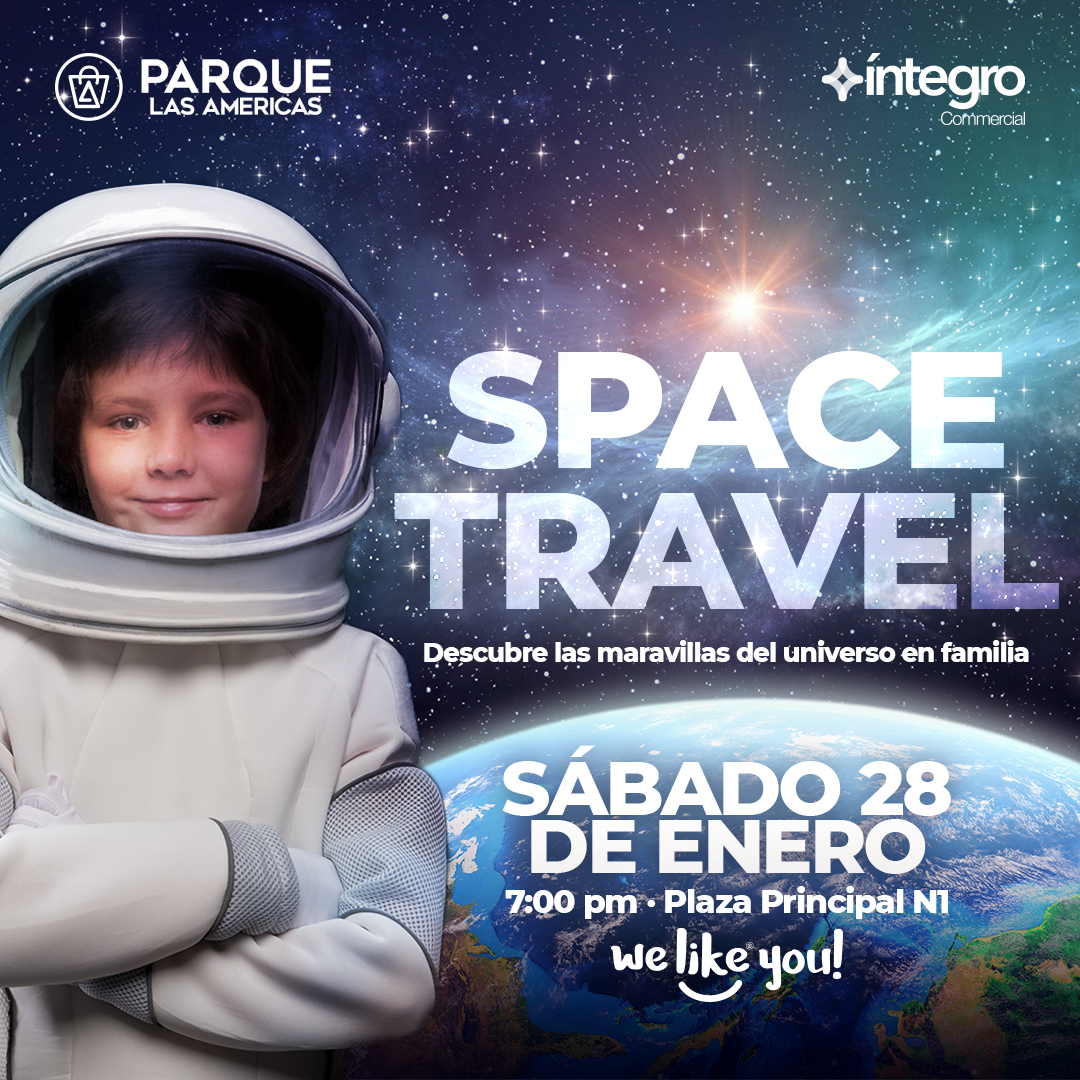 PARQUE
LAS AMERICAS
íntegro
Commercial
SPACE
TRAVEL
Descubre las maravillas del universo en familia
SÁBADO 28
DE ENERO
7:00 pm · Plaza Principal N1
we like® you!